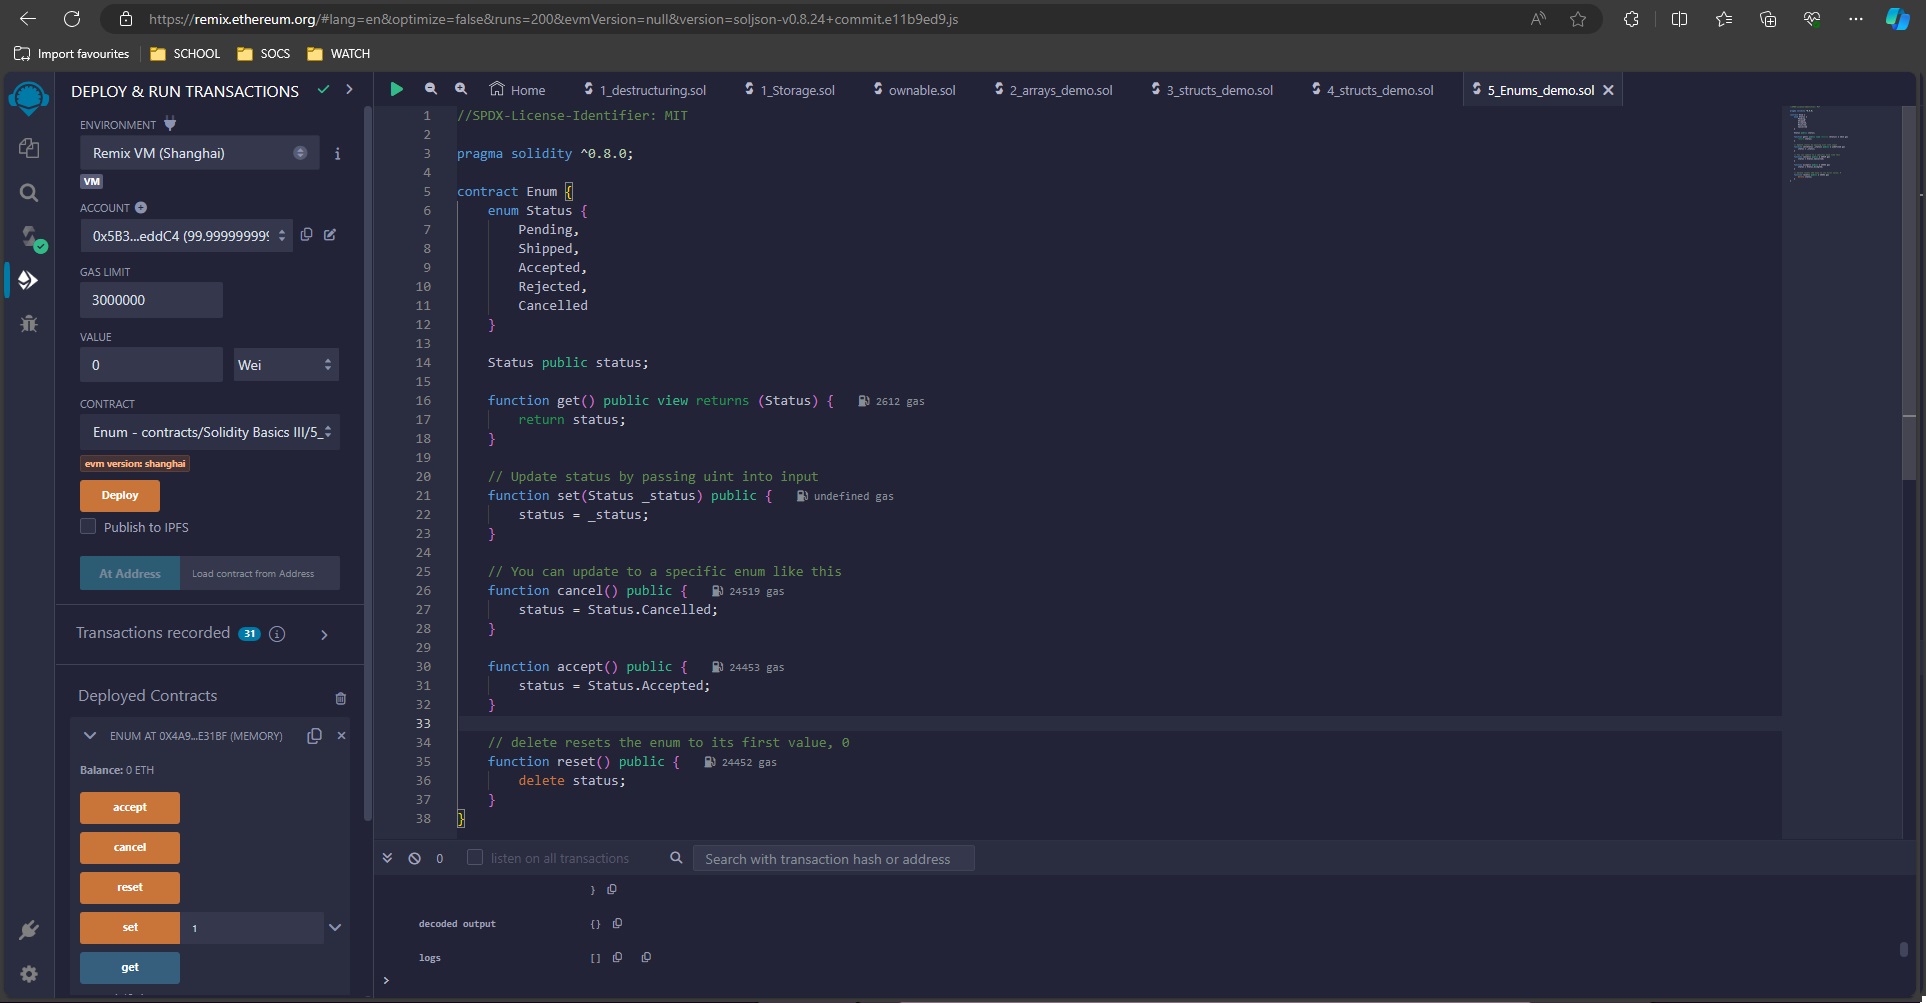 https://remix.ethereum.org/#lang=en&optimize=false&runs=200&evmVersion=null&version=soljson-v0.8.24+commit.e11b9ed9.js
Import favourites
SCHOOL
SOCS
WATCH
DEPLOY & RUN TRANSACTIONS
ENVIRONMENT
Remix VM (Shanghai)
VM
ACCOUNT
0x5B3...eddC4 (99.999999999
GAS LIMIT
3000000
VALUE
0
Wei
CONTRACT
Enum - contracts/Solidity Basics III/5_
evm version: shanghai
Deploy
Publish to IPFS
At Address
Load contract from Address
Transactions recorded 31
Deployed Contracts
ENUM AT 0X4A9...E31BF (MEMORY)
Balance: 0 ETH
accept
cancel
reset
set 1
get
Home
1_destructuring.sol
1_Storage.sol
ownable.sol
2_arrays_demo.sol
3_structs_demo.sol
4_structs_demo.sol
5_Enums_demo.sol
1 //SPDX-License-Identifier: MIT
2
3 pragma solidity ^0.8.0;
4
5 contract Enum {
6 enum Status {
7 Pending,
8 Shipped,
9 Accepted,
10 Rejected,
11 Cancelled
12 }
13
14 Status public status;
15
16 function get() public view returns (Status) { 2612 gas
17 return status;
18 }
19
20 // Update status by passing uint into input
21 function set(Status _status) public { undefined gas
22 status = _status;
23 }
24
25 // You can update to a specific enum like this
26 function cancel() public { 24519 gas
27 status = Status.Cancelled;
28 }
29
30 function accept() public { 24453 gas
31 status = Status.Accepted;
32 }
33
34 // delete resets the enum to its first value, 0
35 function reset() public { 24452 gas
36 delete status;
37 }
38 }
0
listen on all transactions
Search with transaction hash or address
}
decoded output {}
logs []
>